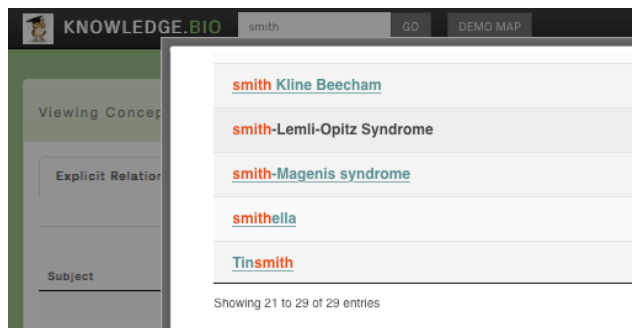 KNOWLEDGE.BIO smith GO DEMO MAP
smith Kline Beecham
Viewing Concep
smith-Lemli-Opitz Syndrome
Explicit Relation
smith-Magenis syndrome
smithella
Subject
Tinsmith
Showing 21 to 29 of 29 entries